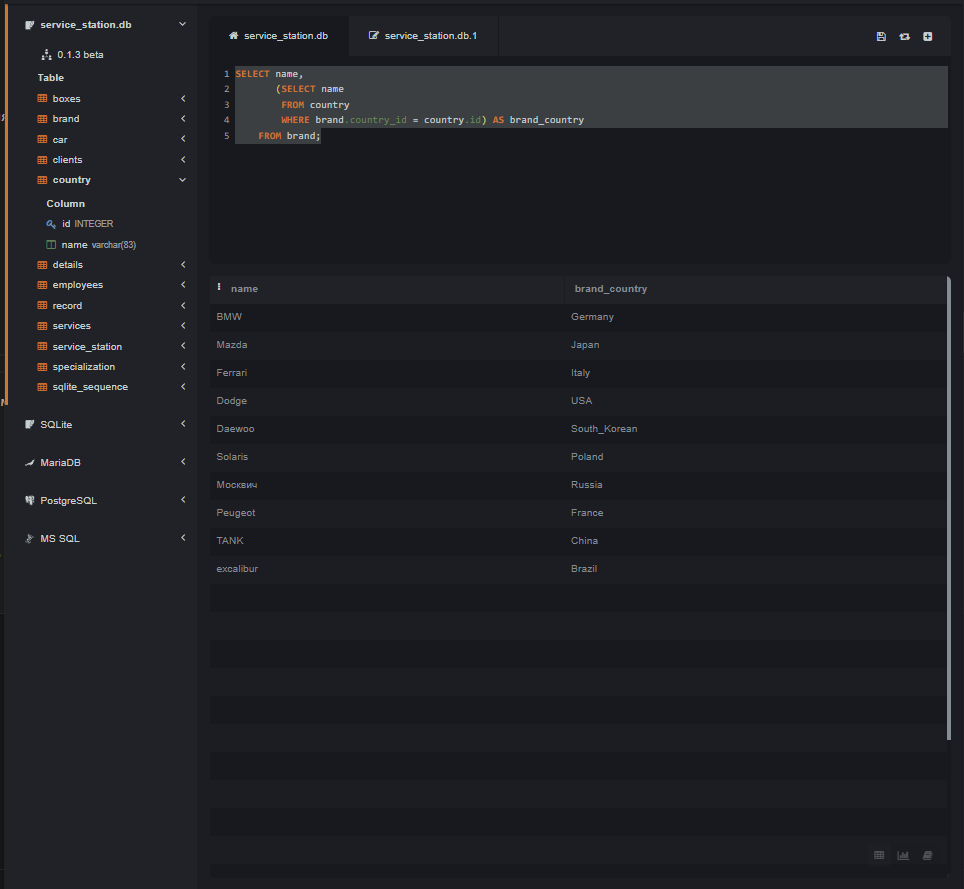 service_station.db
0.1.3 beta
Table
boxes
brand
car
clients
country
Column
id INTEGER
name varchar(83)
details
employees
record
services
service_station
specialization
sqlite_sequence
SQLite
MariaDB
PostgreSQL
MS SQL
service_station.db service_station.db.1
1 SELECT name,
2 (SELECT name
3 FROM country
4 WHERE brand.country_id = country.id) AS brand_country
5 FROM brand;
name brand_country
BMW Germany
Mazda Japan
Ferrari Italy
Dodge USA
Daewoo South_Korean
Solaris Poland
Москвич Russia
Peugeot France
TANK China
excalibur Brazil